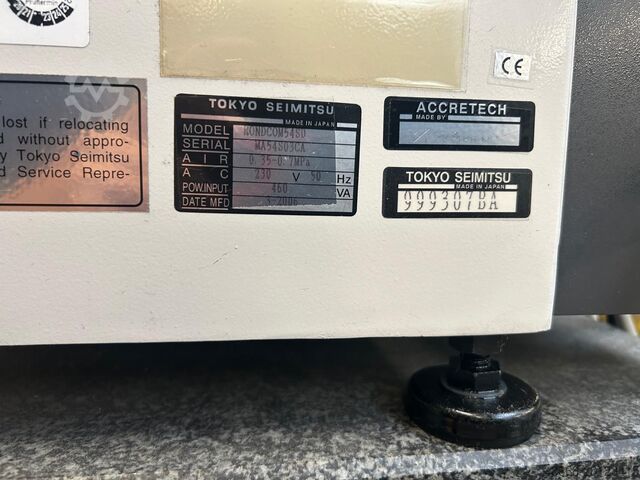 lost if relocating
d without appro-
y Tokyo Seimitsu
d Service Repre-
TOKYO SEIMITSU
MADE IN JAPAN
MODEL RONDCOM54SD
SERIAL MA54S03CA
AIR 0.35-0.7MPa
AC 230 V 50 Hz
POW.INPUT 460 VA
DATE MFD 3-2006
CE
ACCRETECH
MADE BY
TOKYO SEIMITSU
MADE IN JAPAN
999307BA